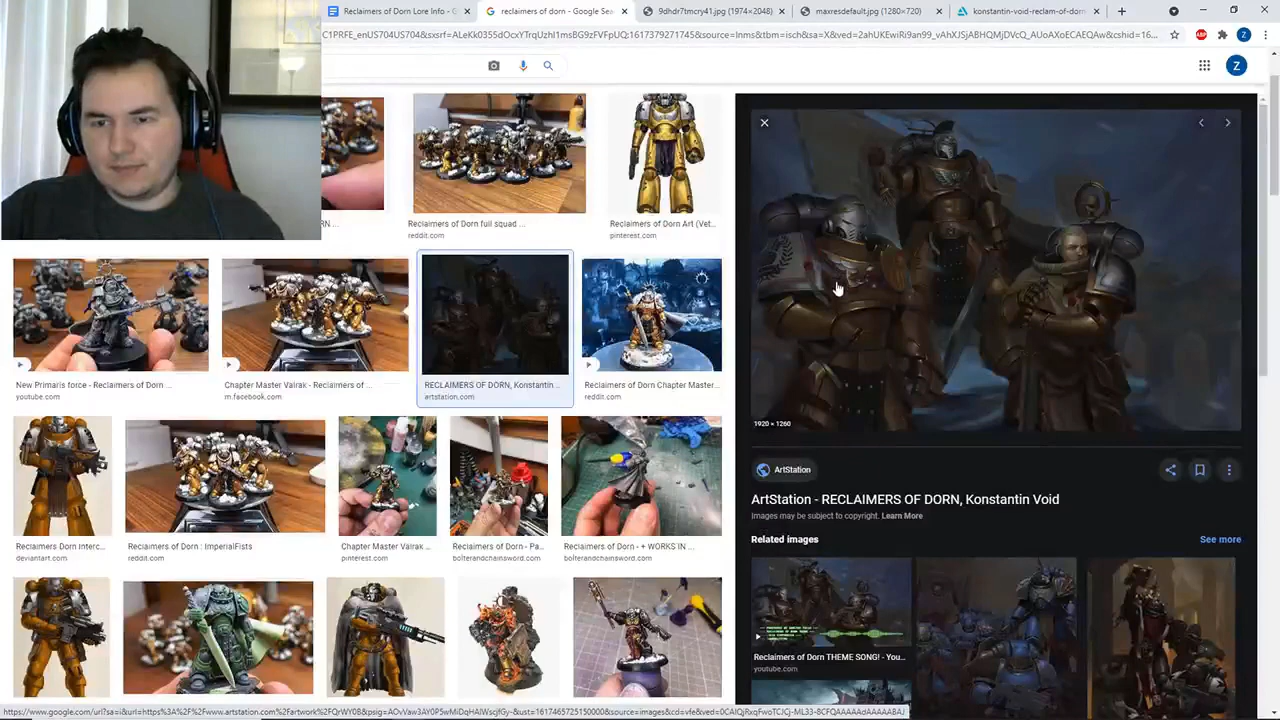 Reclaimers of Dorn Lore Info - G
reclaimers of dorn - Google Sea
9dhdr7tmcry41.jpg (1974×2048)
maxresdefault.jpg (1280×720)
konstantin-void-reclam-of-dorn
ABP
Z
Z
Reclaimers of Dorn full squad ...
reddit.com
Reclaimers of Dorn Art (Vet...
pinterest.com
New Primaris force - Reclaimers of Dorn ...
youtube.com
Chapter Master Valrak - Reclaimers of ...
m.facebook.com
RECLAIMERS OF DORN, Konstantin...
artstation.com
Reclaimers of Dorn Chapter Master...
reddit.com
1920 × 1260
ArtStation
ArtStation - RECLAIMERS OF DORN, Konstantin Void
Images may be subject to copyright. Learn More
Related images
See more
Reclaimers Dorn Interc...
deviantart.com
Reclaimers of Dorn : ImperialFists
reddit.com
Chapter Master Valrak ...
pinterest.com
Reclaimers of Dorn - Pa...
bolterandchainsword.com
Reclaimers of Dorn - + WORKS IN ...
bolterandchainsword.com
Reclaimers of Dorn THEME SONG! - You...
youtube.com